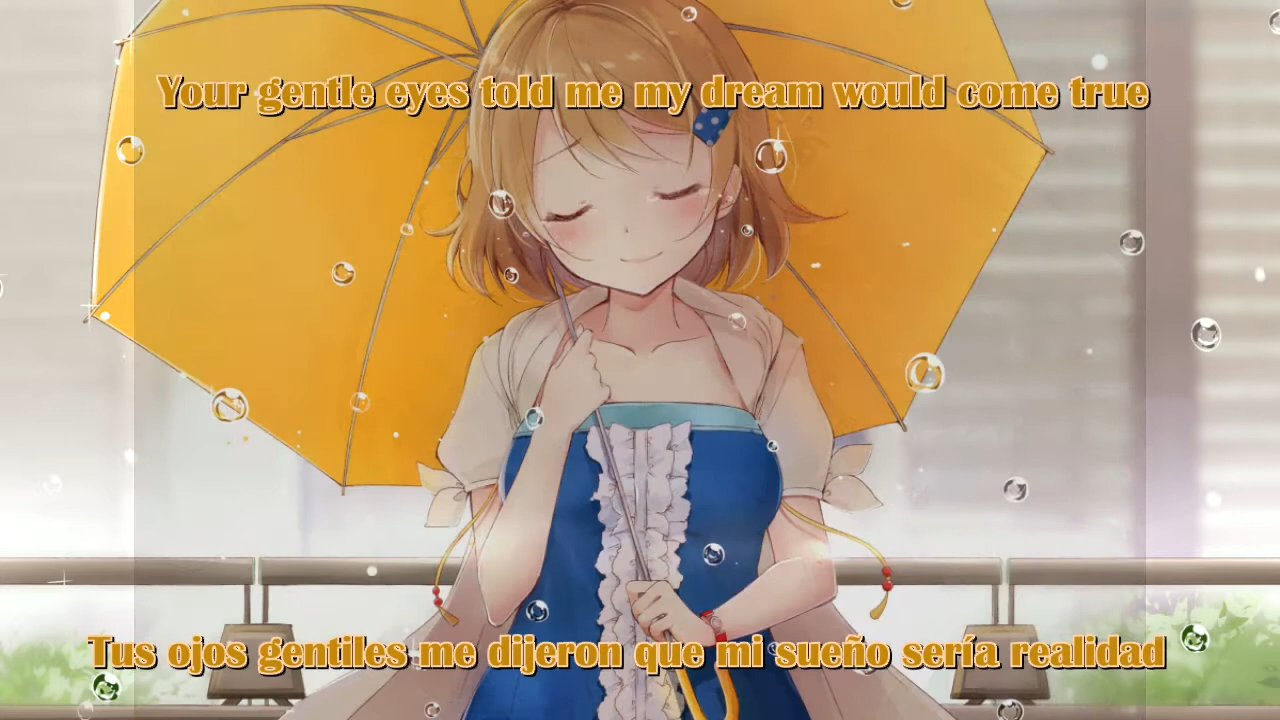 Your gentle eyes told me my dream would come true
Tus ojos gentiles me dijeron que mi sueño sería realidad